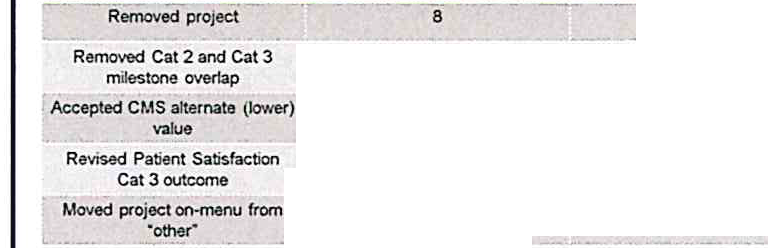 Removed project 8
Removed Cat 2 and Cat 3
milestone overlap
Accepted CMS alternate (lower)
value
Revised Patient Satisfaction
Cat 3 outcome
Moved project on-menu from
"other"